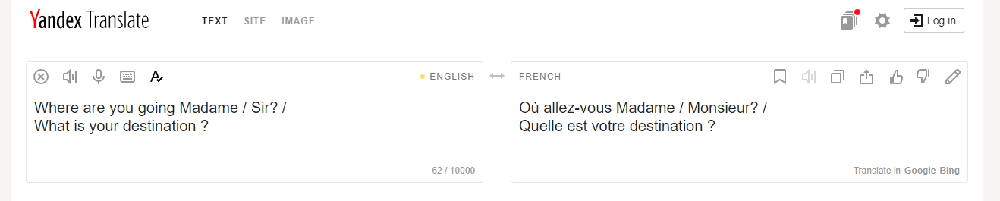 Yandex Translate TEXT SITE IMAGE Log in
ENGLISH
Where are you going Madame / Sir? /
What is your destination ?
62 / 10000
FRENCH
Où allez-vous Madame / Monsieur? /
Quelle est votre destination ?
Translate in Google Bing